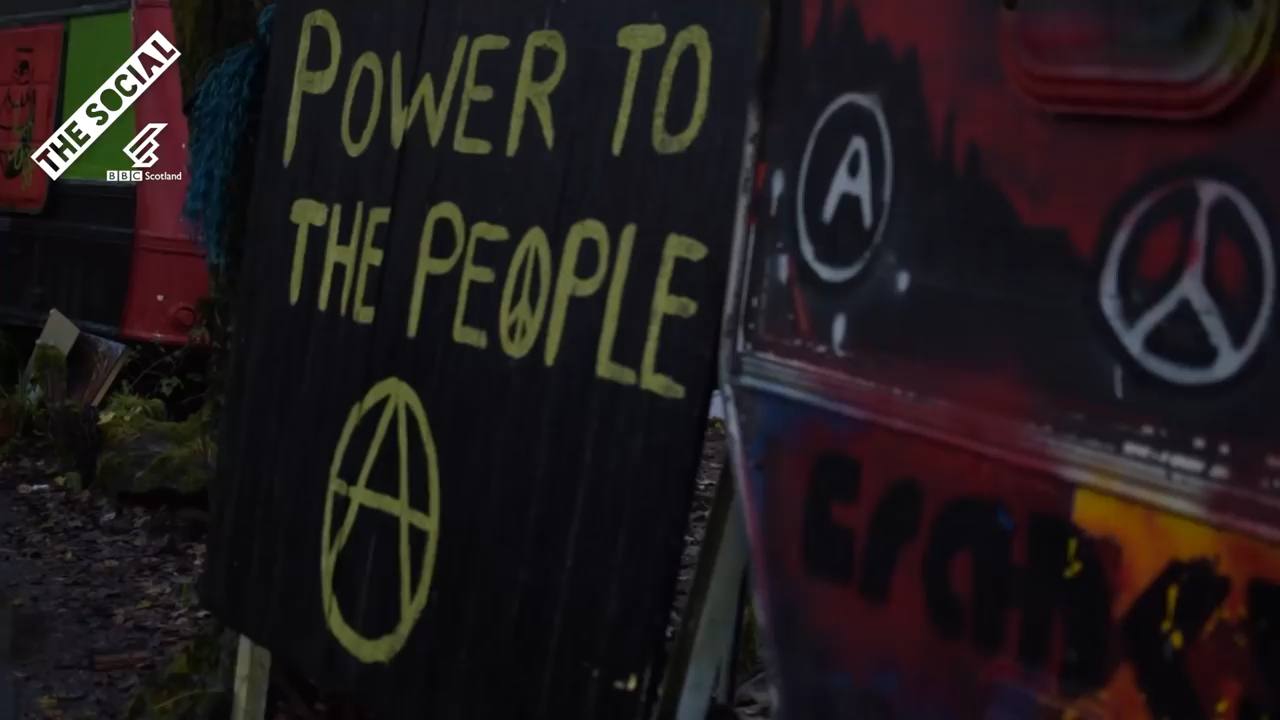 THE SOCIAL
BBC Scotland
POWER TO
THE PEOPLE
A
A